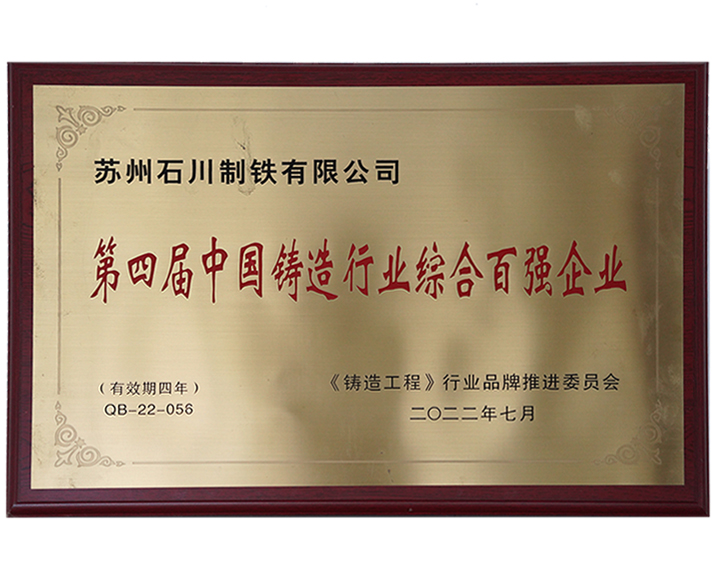 苏州石川制铁有限公司
第四届中国铸造行业综合百强企业
（有效期四年）
QB-22-056
《铸造工程》行业品牌推进委员会
二〇二二年七月